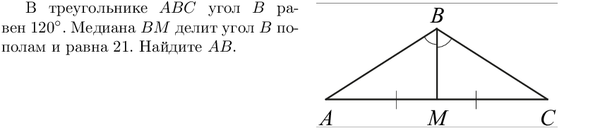 В треугольнике ABC угол B ра-
вен 120°. Медиана BM делит угол B по-
полам и равна 21. Найдите AB.
B
A
M
C